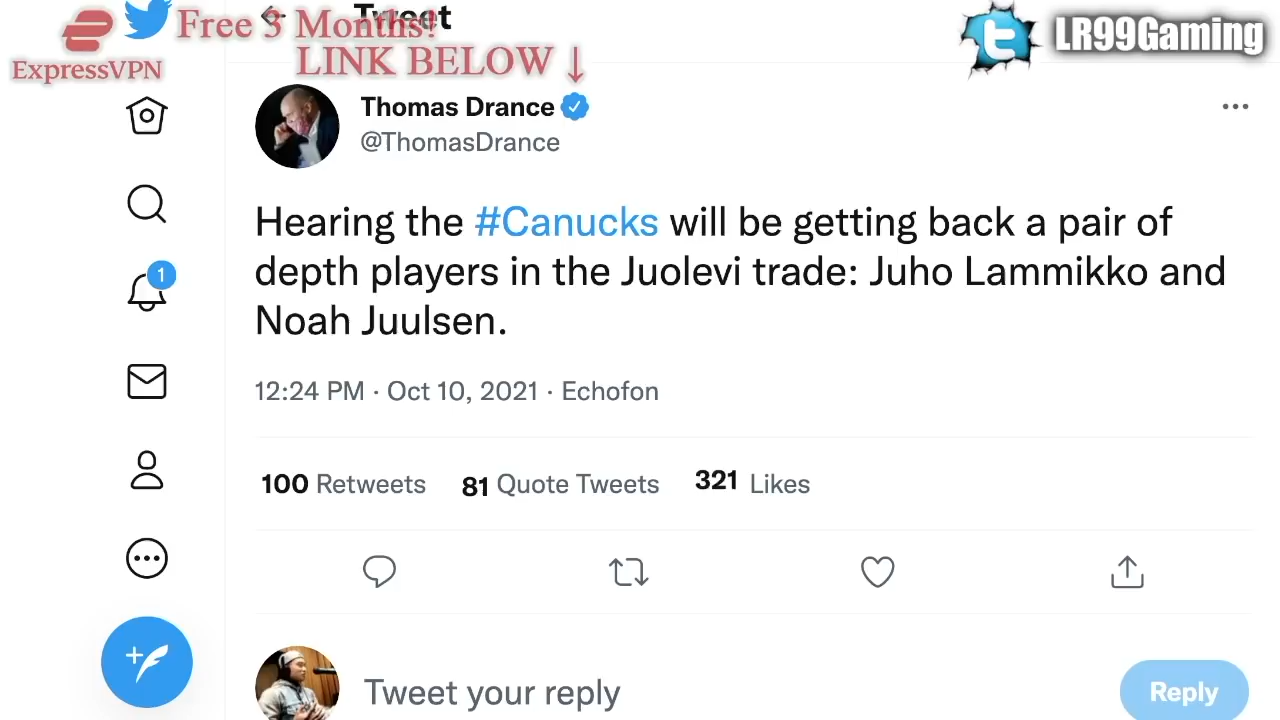 Free 3 Months!
Tweet
LINK BELOW ↓
ExpressVPN
LR99Gaming
Thomas Drance
@ThomasDrance
Hearing the #Canucks will be getting back a pair of
depth players in the Juolevi trade: Juho Lammikko and
Noah Juulsen.
1
12:24 PM · Oct 10, 2021 · Echofon
100 Retweets 81 Quote Tweets 321 Likes
Tweet your reply
Reply